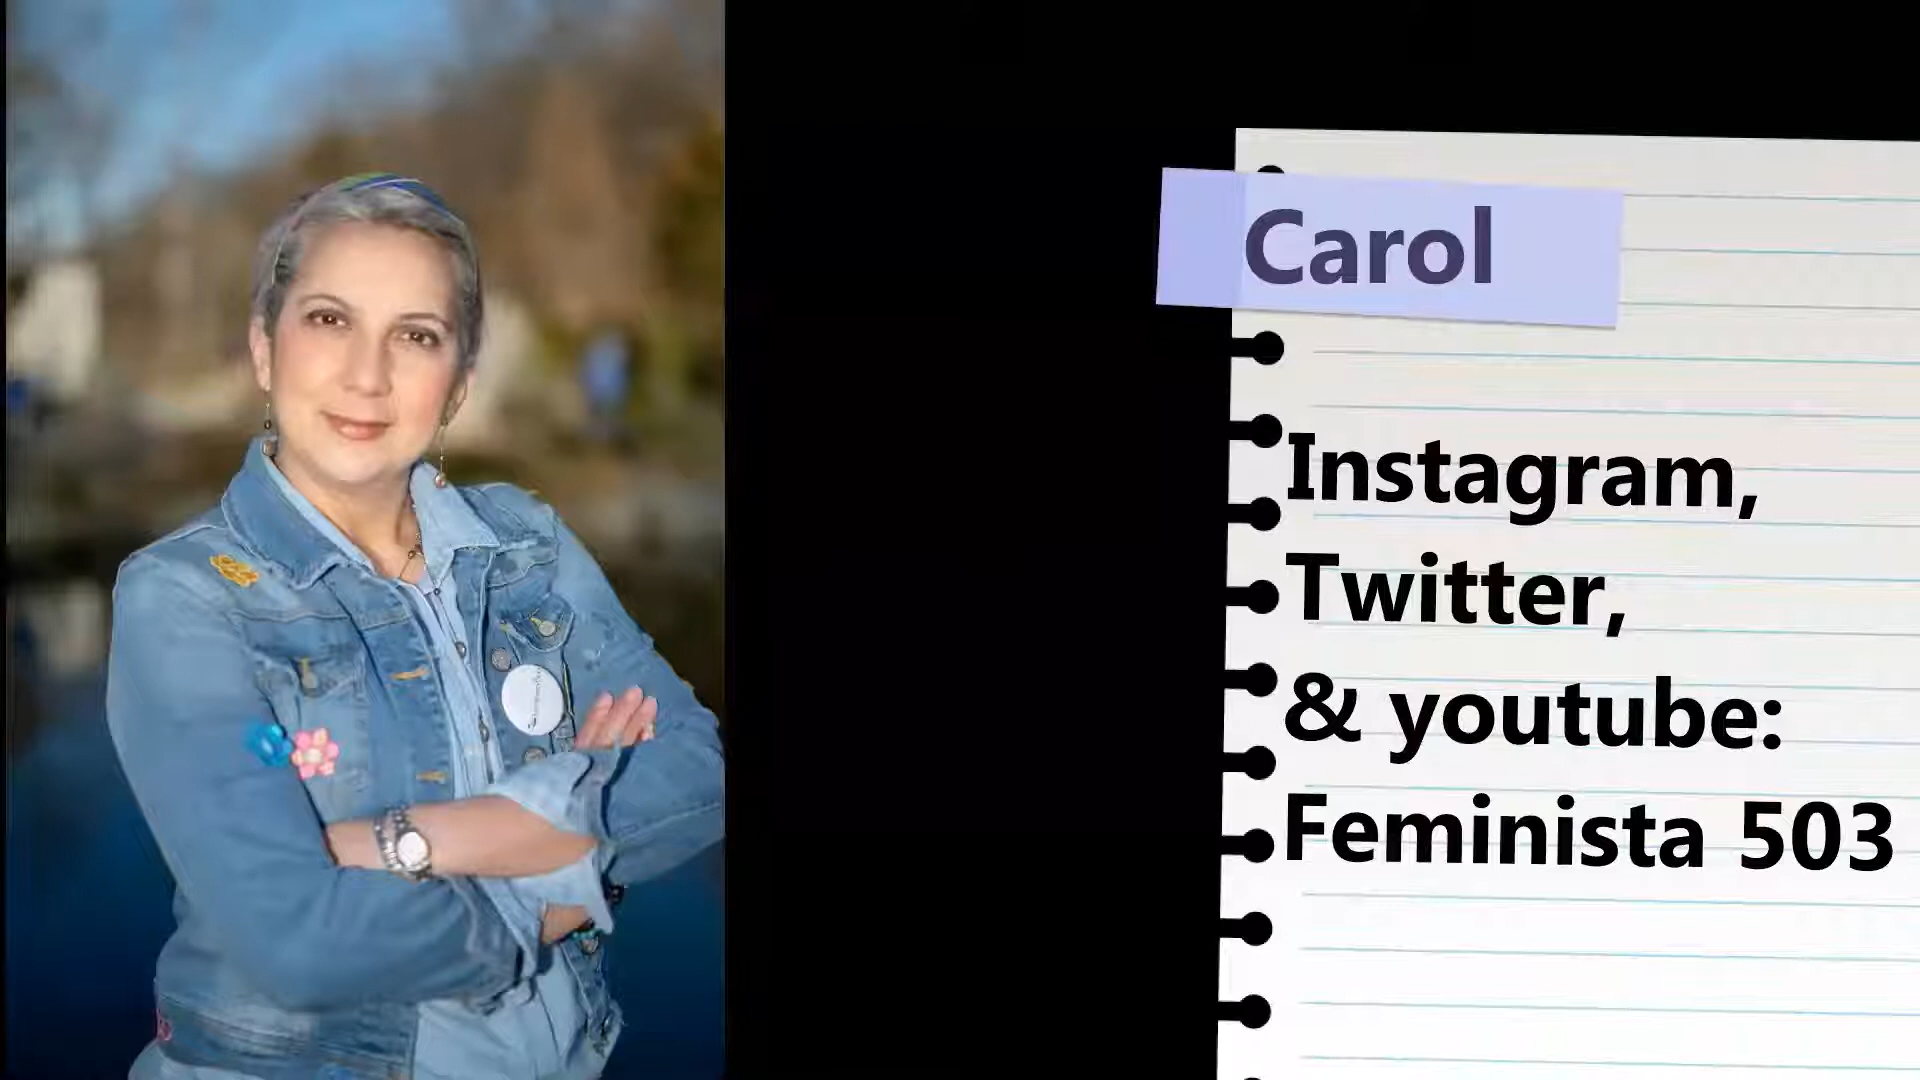 Carol
Instagram,
Twitter,
& youtube:
Feminista 503